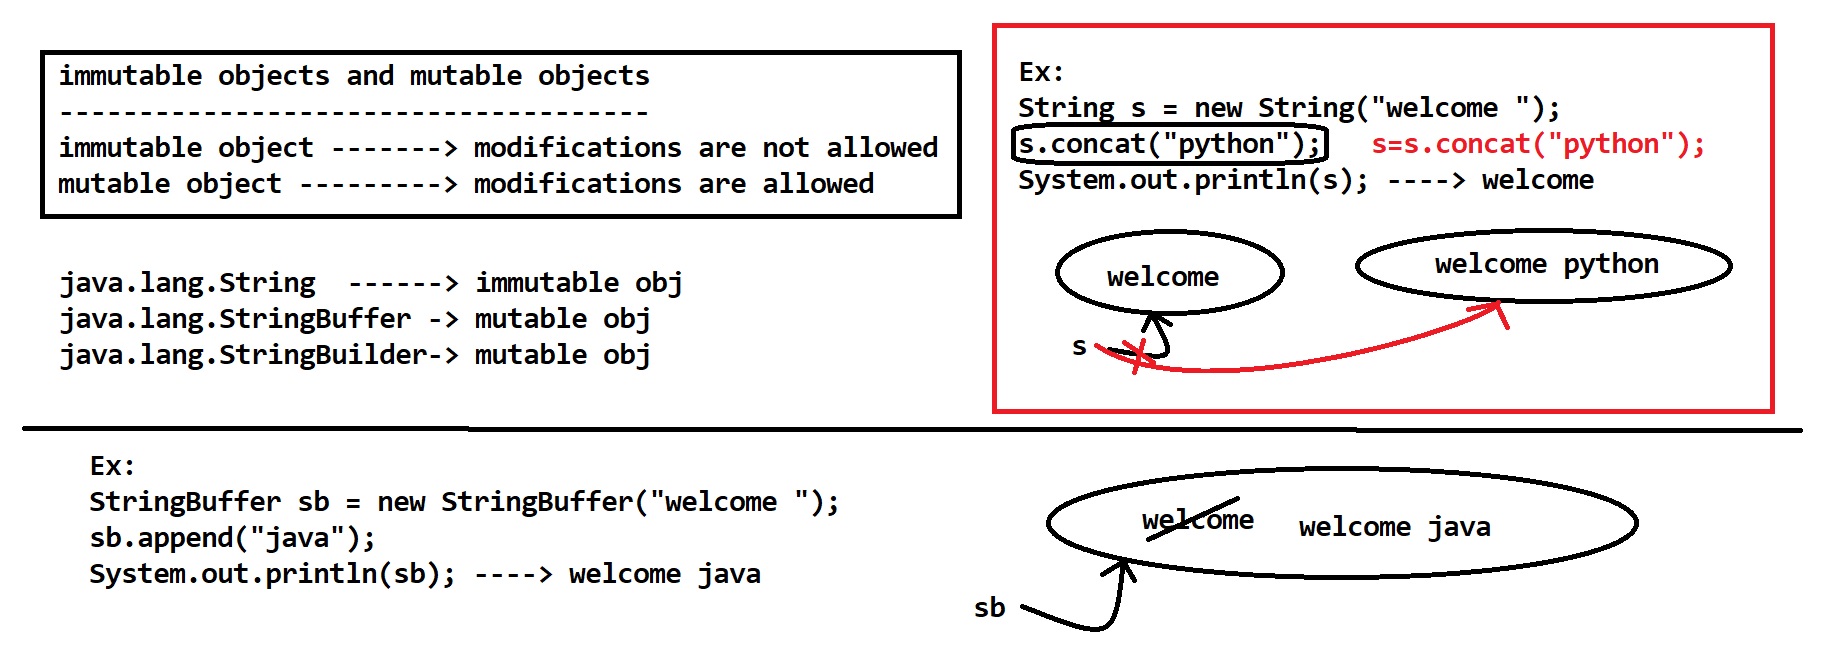 immutable objects and mutable objects
-------------------------------------
immutable object -------> modifications are not allowed
mutable object ---------> modifications are allowed
java.lang.String  ------> immutable obj
java.lang.StringBuffer -> mutable obj
java.lang.StringBuilder-> mutable obj
Ex:
String s = new String("welcome ");
s.concat("python"); s=s.concat("python");
System.out.println(s); ----> welcome
welcome
welcome python
s
Ex:
StringBuffer sb = new StringBuffer("welcome ");
sb.append("java");
System.out.println(sb); ----> welcome java
welcome welcome java
sb